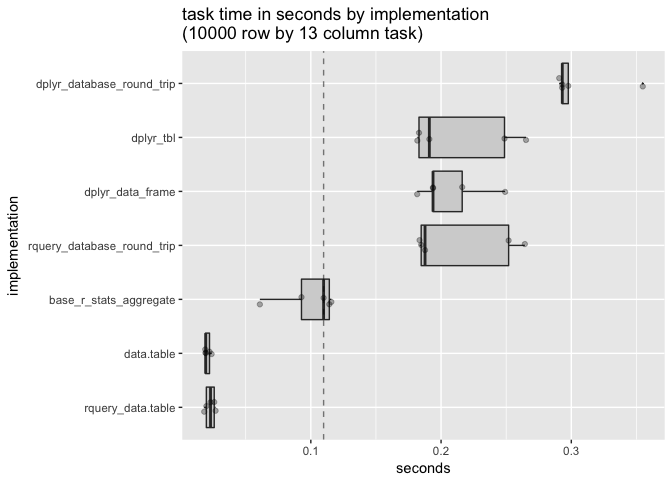 task time in seconds by implementation
(10000 row by 13 column task)
dplyr_database_round_trip
dplyr_tbl
dplyr_data_frame
rquery_database_round_trip
base_r_stats_aggregate
data.table
rquery_data.table
implementation
0.1 0.2 0.3
seconds